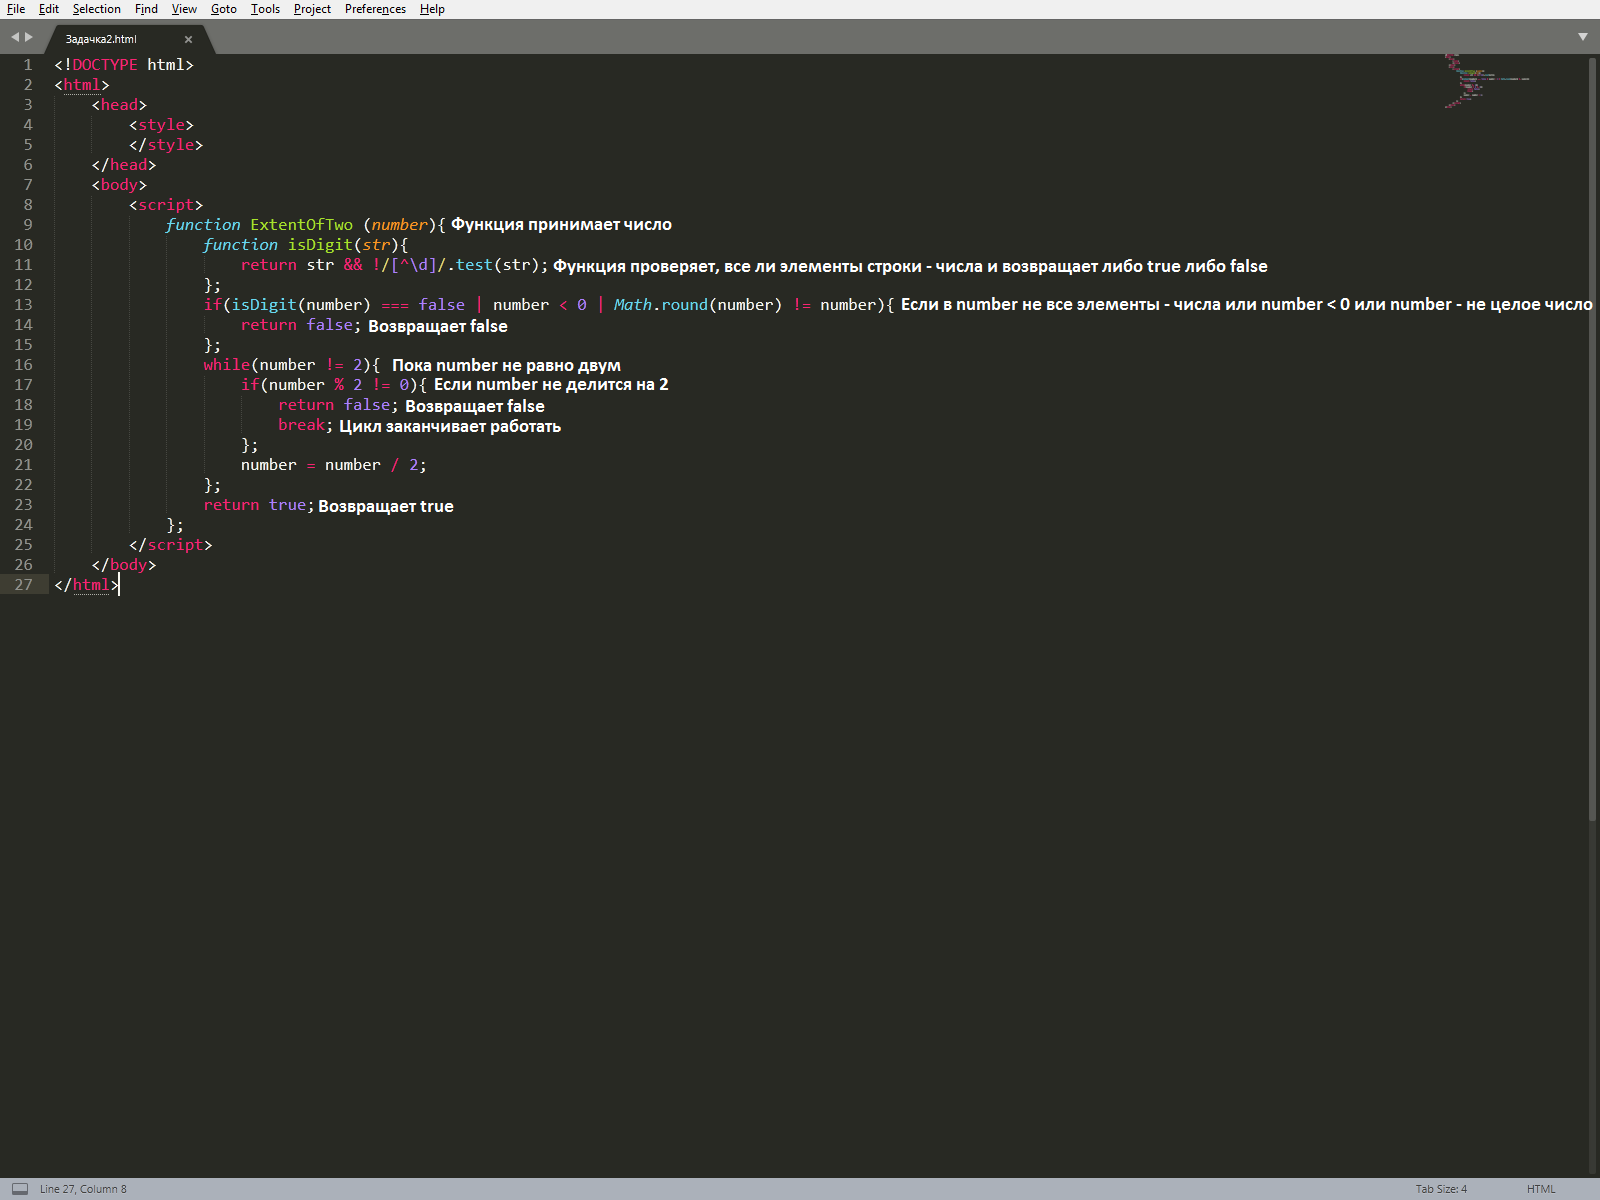 File Edit Selection Find View Goto Tools Project Preferences Help
Задачка2.html ×
1 <!DOCTYPE html>
2 <html>
3 <head>
4 <style>
5 </style>
6 </head>
7 <body>
8 <script>
9 function ExtentOfTwo (number){ Функция принимает число
10 function isDigit(str){
11 return str && !/[^\d]/.test(str); Функция проверяет, все ли элементы строки - числа и возвращает либо true либо false
12 };
13 if(isDigit(number) === false | number < 0 | Math.round(number) != number){ Если в number не все элементы - числа или number < 0 или number - не целое число
14 return false; Возвращает false
15 };
16 while(number != 2){ Пока number не равно двум
17 if(number % 2 != 0){ Если number не делится на 2
18 return false; Возвращает false
19 break; Цикл заканчивает работать
20 };
21 number = number / 2;
22 };
23 return true; Возвращает true
24 };
25 </script>
26 </body>
27 </html>
Line 27, Column 8 Tab Size: 4 HTML